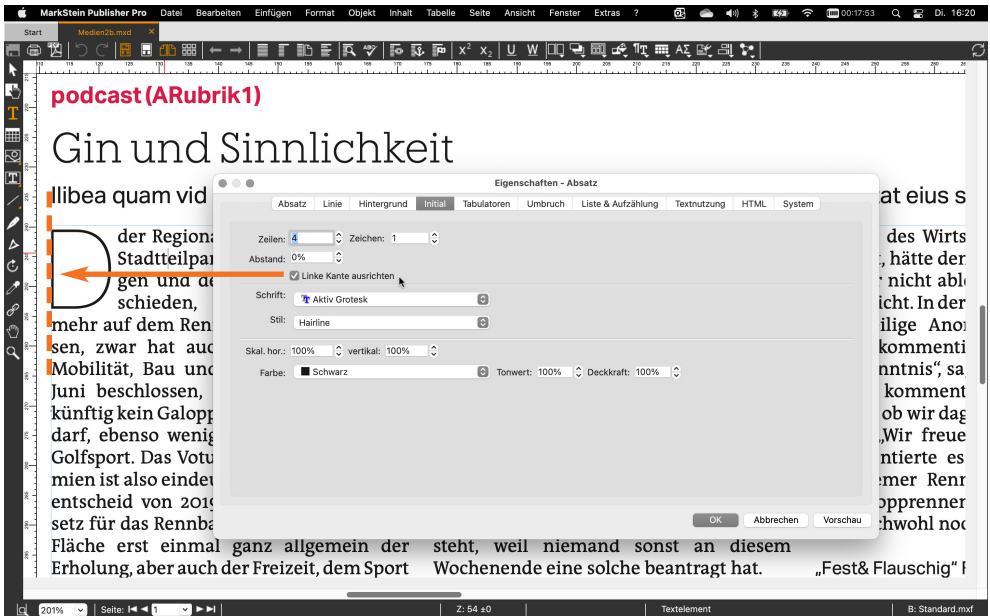 MarkStein Publisher Pro Datei Bearbeiten Einfügen Format Objekt Inhalt Tabelle Seite Ansicht Fenster Extras ? 00:17:53 Di. 16:20
Start Medien2b.mxd ×
podcast (ARubrik1)
Gin und Sinnlichkeit
llibea quam vid
at eius s
Eigenschaften - Absatz
Absatz Linie Hintergrund Initial Tabulatoren Umbruch Liste & Aufzählung Textnutzung HTML System
Zeilen: 4 Zeichen: 1
Abstand: 0%
Linke Kante ausrichten
Schrift: Aktiv Grotesk
Stil: Hairline
Skal. hor.: 100% vertikal: 100%
Farbe: Schwarz Tonwert: 100% Deckkraft: 100%
OK Abbrechen Vorschau
D
der Regiona
Stadtteilpar
gen und de
schieden,
mehr auf dem Ren
sen, zwar hat auc
Mobilität, Bau und
Juni beschlossen,
künftig kein Galopp
darf, ebenso wenig
Golfsport. Das Votu
mien ist also eindeu
entscheid von 2019
setz für das Rennba
Fläche erst einmal ganz allgemein der
Erholung, aber auch der Freizeit, dem Sport
steht, weil niemand sonst an diesem
Wochenende eine solche beantragt hat.
des Wirts
, hätte der
nicht able
icht. In der
ilige Anor
kommenti
nntnis“, sa
komment
ob wir dag
„Wir freue
ntierte es
emer Renn
opprennen
chwohl noc
„Fest& Flauschig“ F
201% Seite: 1 Z: 54 ±0 Textelement B: Standard.mxf